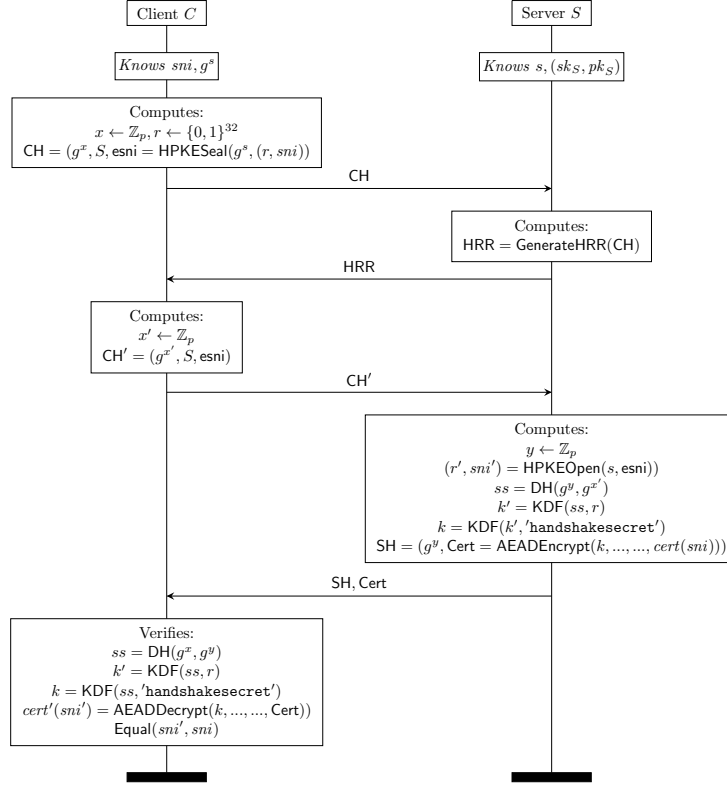 Client C
Server S
Knows sni, g^s
Knows s, (sk_S, pk_S)
Computes:
x ← ℤ_p, r ← {0, 1}^32
CH = (g^x, S, esni = HPKESeal(g^s, (r, sni))
CH
Computes:
HRR = GenerateHRR(CH)
HRR
Computes:
x′ ← ℤ_p
CH′ = (g^x′, S, esni)
CH′
Computes:
y ← ℤ_p
(r′, sni′) = HPKEOpen(s, esni))
ss = DH(g^y, g^x′)
k′ = KDF(ss, r)
k = KDF(k′, 'handshakesecret')
SH = (g^y, Cert = AEADEncrypt(k, ..., ..., cert(sni)))
SH, Cert
Verifies:
ss = DH(g^x, g^y)
k′ = KDF(ss, r)
k = KDF(ss, 'handshakesecret')
cert′(sni′) = AEADDecrypt(k, ..., ..., Cert))
Equal(sni′, sni)